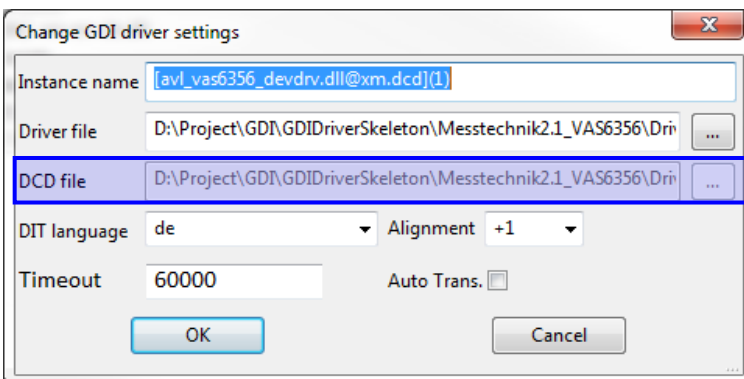 Change GDI driver settings
Instance name [avl_vas6356_devdrv.dll@xm.dcd](1)
Driver file D:\Project\GDI\GDIDriverSkeleton\Messtechnik2.1_VAS6356\Driv ...
DCD file D:\Project\GDI\GDIDriverSkeleton\Messtechnik2.1_VAS6356\Driv ...
DIT language de Alignment +1
Timeout 60000 Auto Trans.
OK Cancel